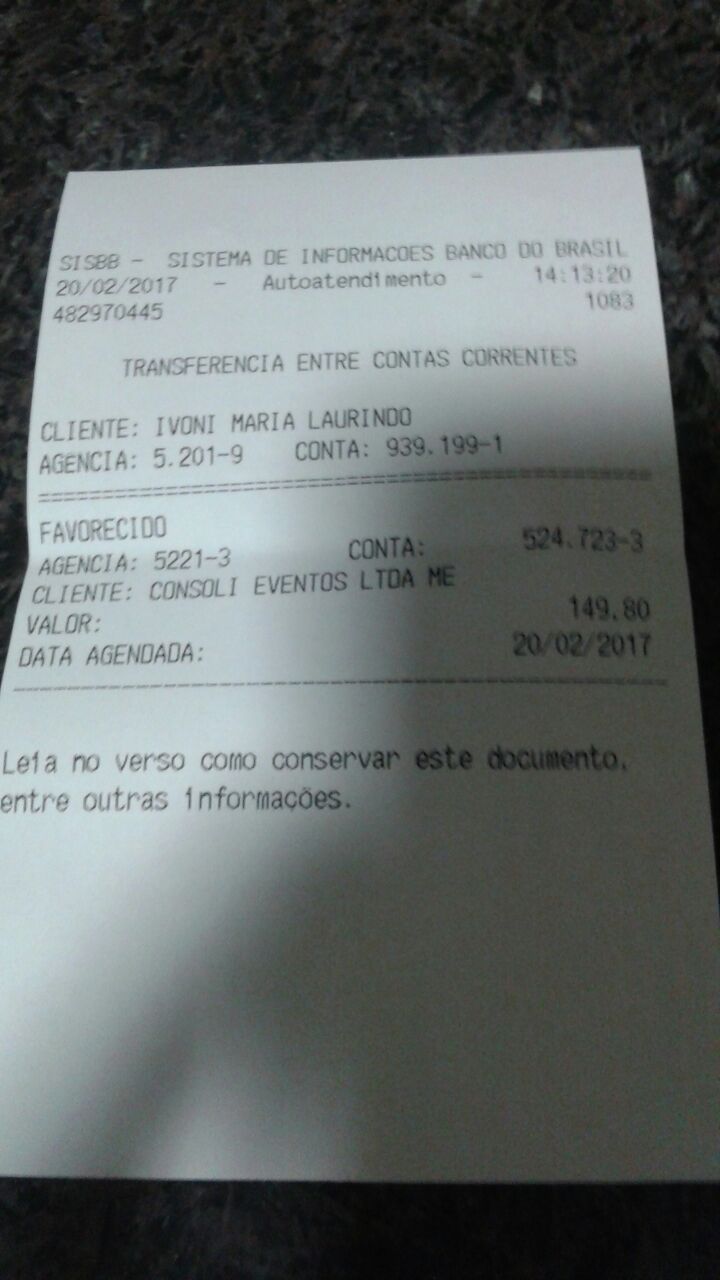 SISBB - SISTEMA DE INFORMACOES BANCO DO BRASIL
20/02/2017 - Autoatendimento - 14:13:20
482970445 1083
TRANSFERENCIA ENTRE CONTAS CORRENTES
CLIENTE: IVONI MARIA LAURINDO
AGENCIA: 5.201-9 CONTA: 939.199-1
================================================
FAVORECIDO
AGENCIA: 5221-3 CONTA: 524.723-3
CLIENTE: CONSOLI EVENTOS LTDA ME
VALOR: 149.80
DATA AGENDADA: 20/02/2017
------------------------------------------------
Leia no verso como conservar este documento,
entre outras informações.